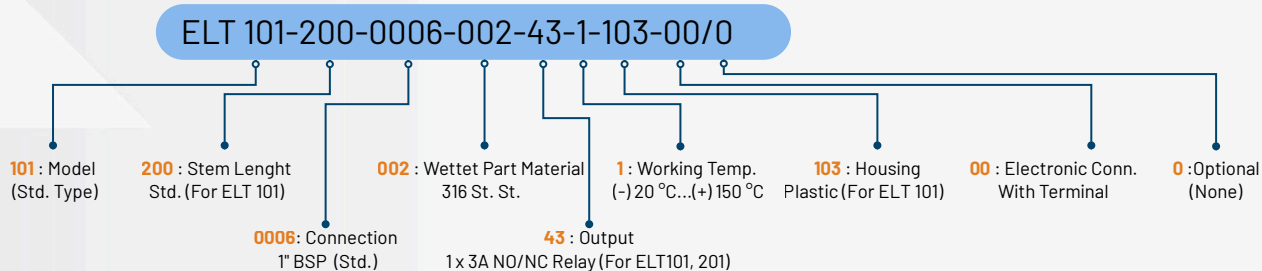 ELT 101-200-0006-002-43-1-103-00/0
101 : Model
(Std. Type)
200 : Stem Lenght
Std. (For ELT 101)
002 : Wettet Part Material
316 St. St.
1 : Working Temp.
(-) 20 °C...(+) 150 °C
103 : Housing
Plastic (For ELT 101)
00 : Electronic Conn.
With Terminal
0 :Optional
(None)
0006: Connection
1" BSP (Std.)
43 : Output
1 x 3A NO/NC Relay (For ELT101, 201)